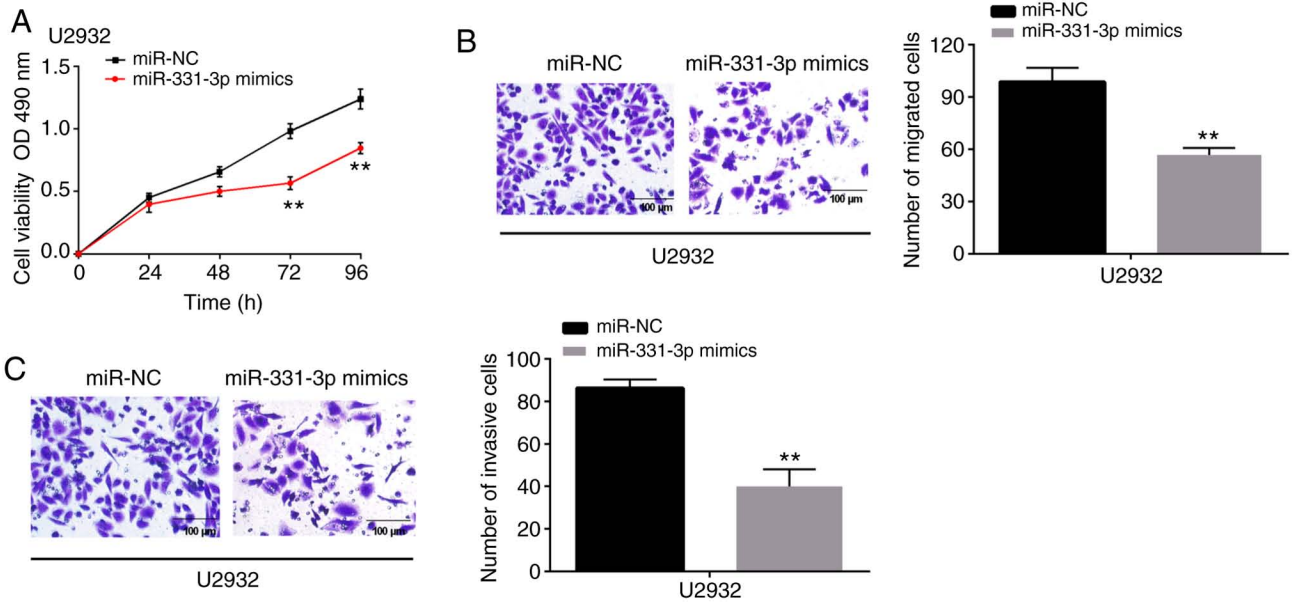 A
U2932
miR-NC
miR-331-3p mimics
Cell viability OD 490 nm
1.5
1.0
0.5
0.0
0 24 48 72 96
**
**
Time (h)
B
miR-NC miR-331-3p mimics
100 µm 100 µm
U2932
miR-NC
miR-331-3p mimics
Number of migrated cells
120
90
60
30
0
**
U2932
C
miR-NC miR-331-3p mimics
100 µm 100 µm
U2932
miR-NC
miR-331-3p mimics
Number of invasive cells
100
80
60
40
20
0
**
U2932